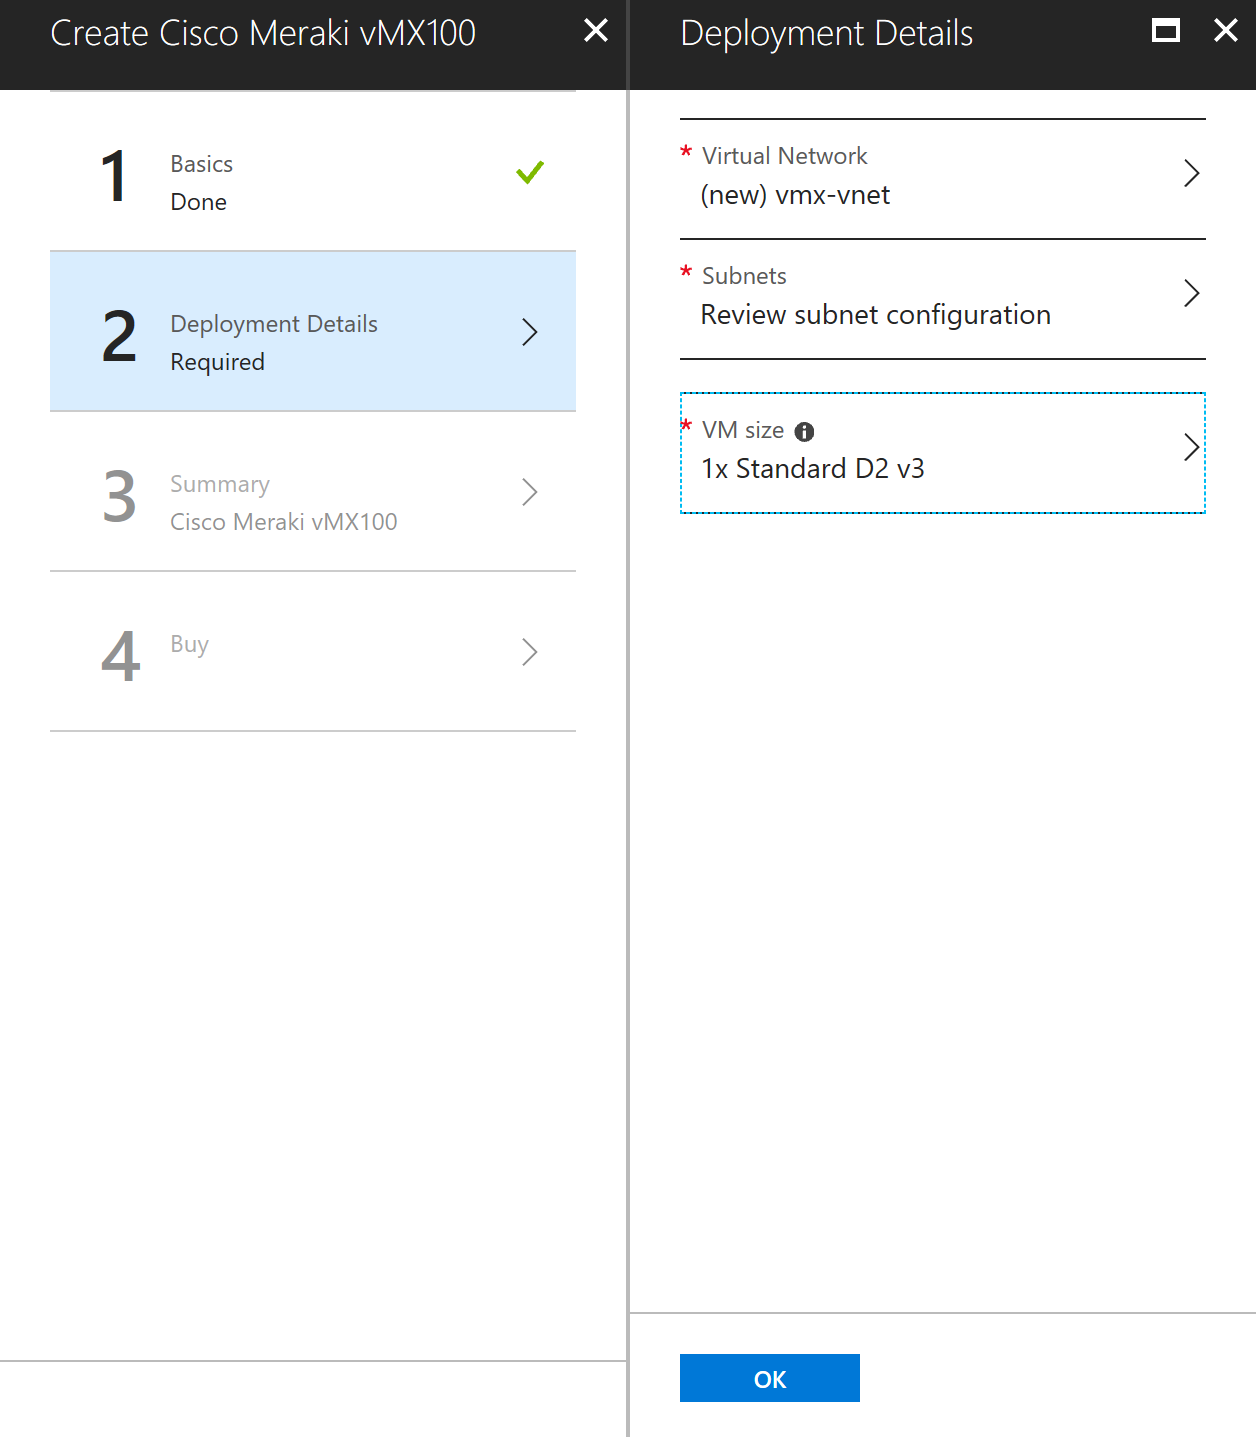 Create Cisco Meraki vMX100
1
Basics
Done
2
Deployment Details
Required
3
Summary
Cisco Meraki vMX100
4
Buy
Deployment Details
* Virtual Network
(new) vmx-vnet
* Subnets
Review subnet configuration
* VM size
1x Standard D2 v3
OK